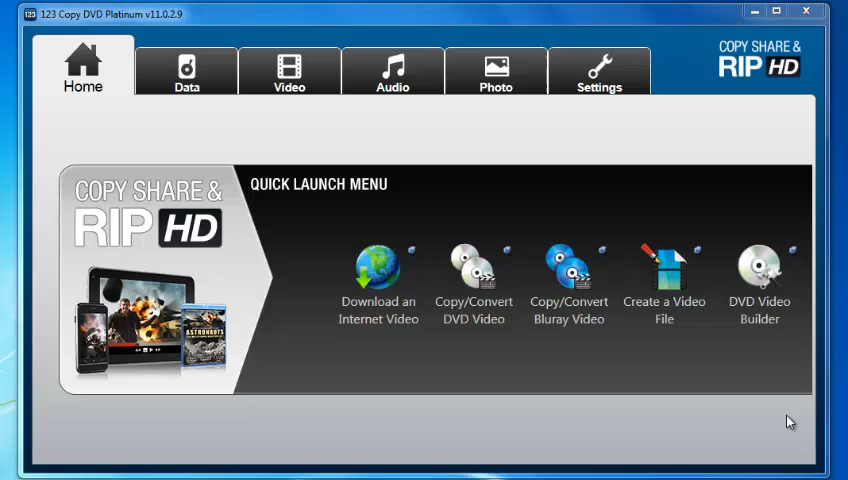 123 Copy DVD Platinum v11.0.2.9
COPY SHARE &
RIP HD
Home
Data
Video
Audio
Photo
Settings
COPY SHARE &
RIP HD
QUICK LAUNCH MENU
Download an
Internet Video
Copy/Convert
DVD Video
Copy/Convert
Bluray Video
Create a Video
File
DVD Video
Builder
ASTRONAUTS